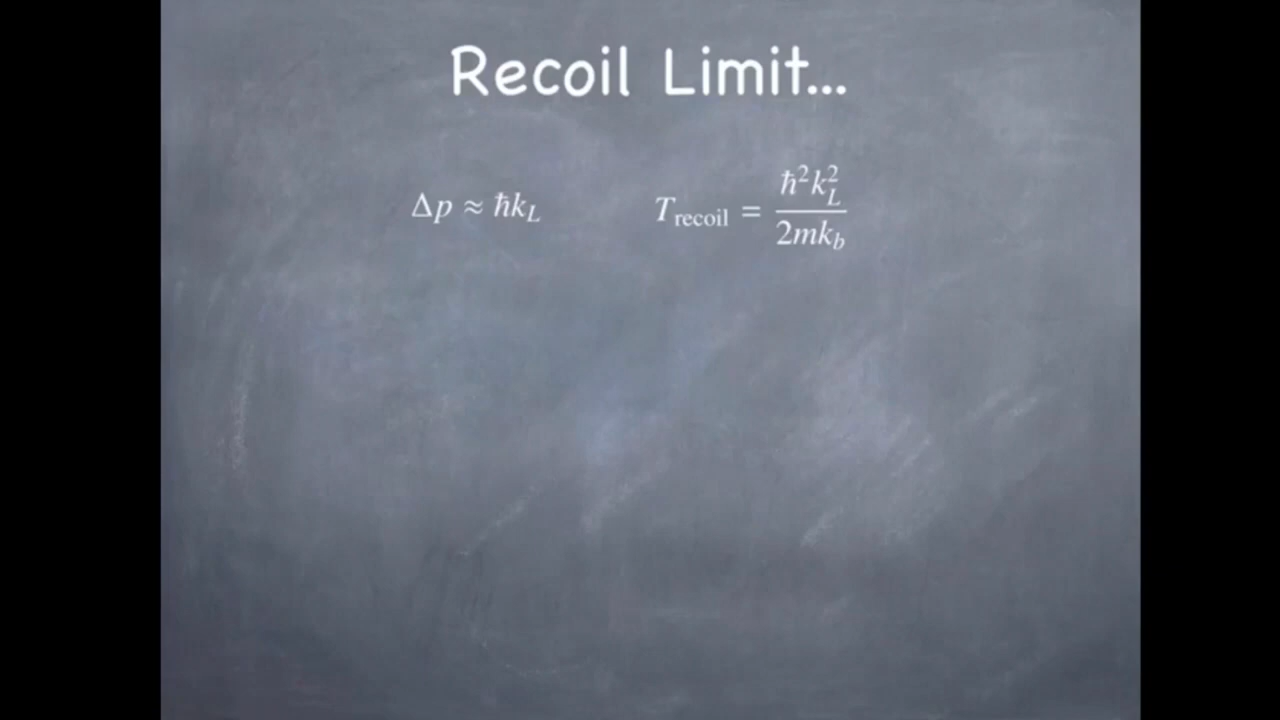 Recoil Limit...
Δp ≈ ħk_L    T_recoil = ħ²k_L² / 2mk_b